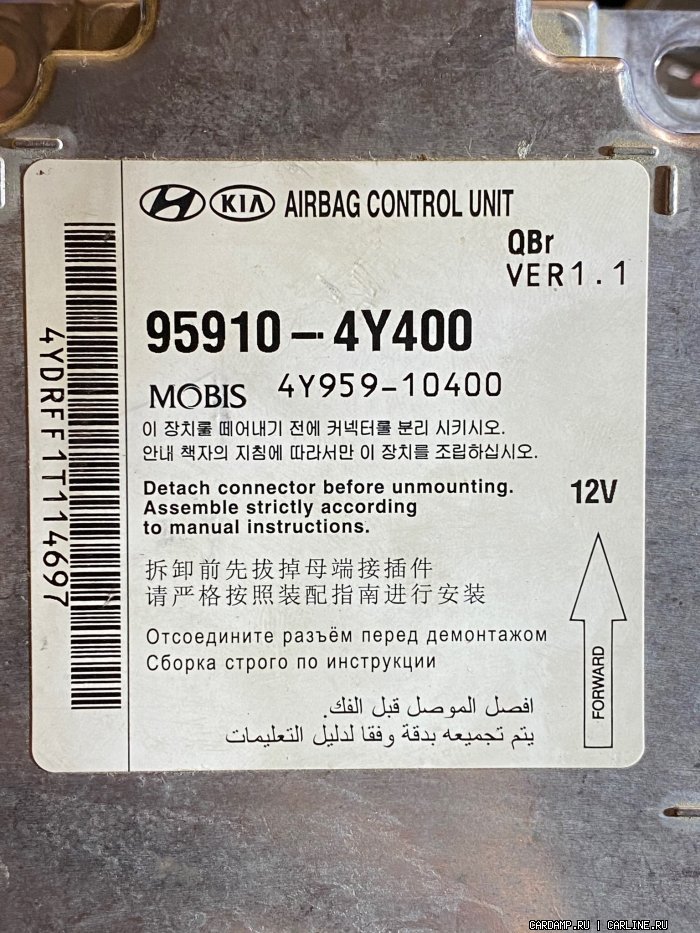 KIA AIRBAG CONTROL UNIT
QBr
VER1.1
95910-4Y400
MOBIS 4Y959-10400
이 장치를 떼어내기 전에 커넥터를 분리 시키시오.
안내 책자의 지침에 따라서만 이 장치를 조립하십시오.
Detach connector before unmounting.
Assemble strictly according
to manual instructions.
12V
拆卸前先拔掉母端接插件
请严格按照装配指南进行安装
Отсоедините разъём перед демонтажом
Сборка строго по инструкции
افصل الموصل قبل الفك.
يتم تجميعه بدقة وفقا لدليل التعليمات
FORWARD
4YDRFF1T114697
CARDAMP.RU | CARLINE.RU